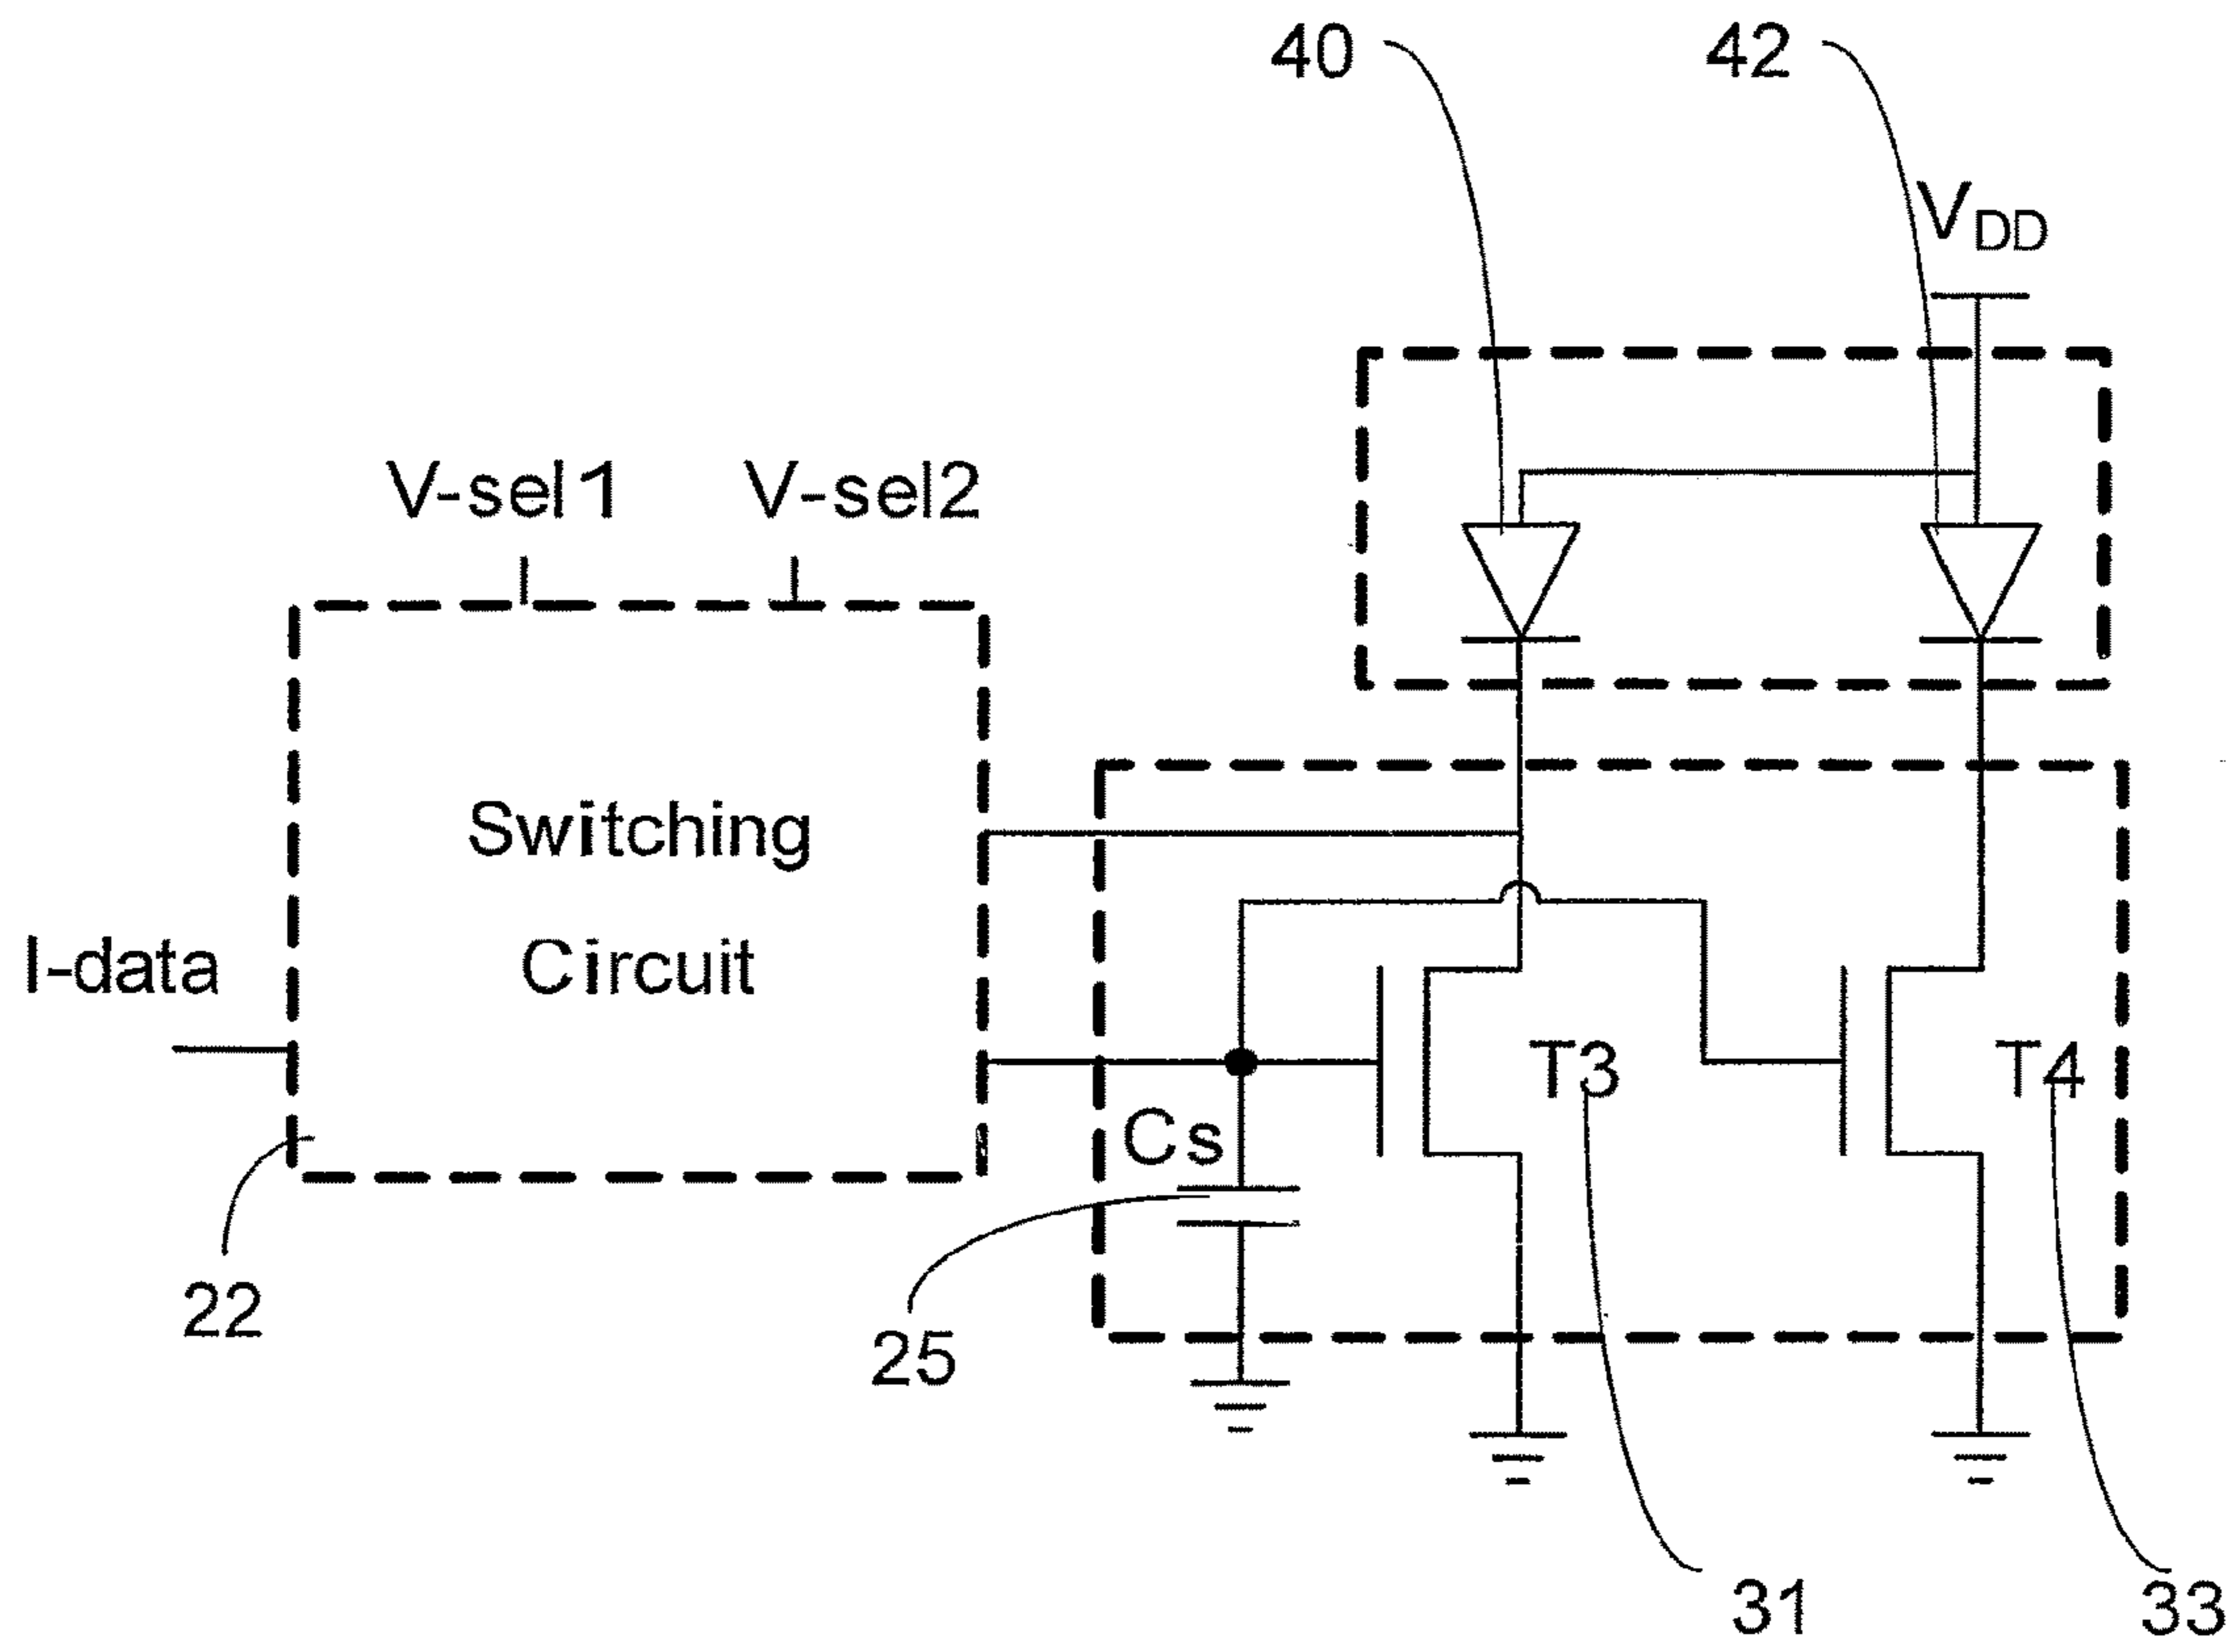 40
42
VDD
V-sel1
V-sel2
Switching
Circuit
I-data
T3
T4
Cs
22
25
31
33